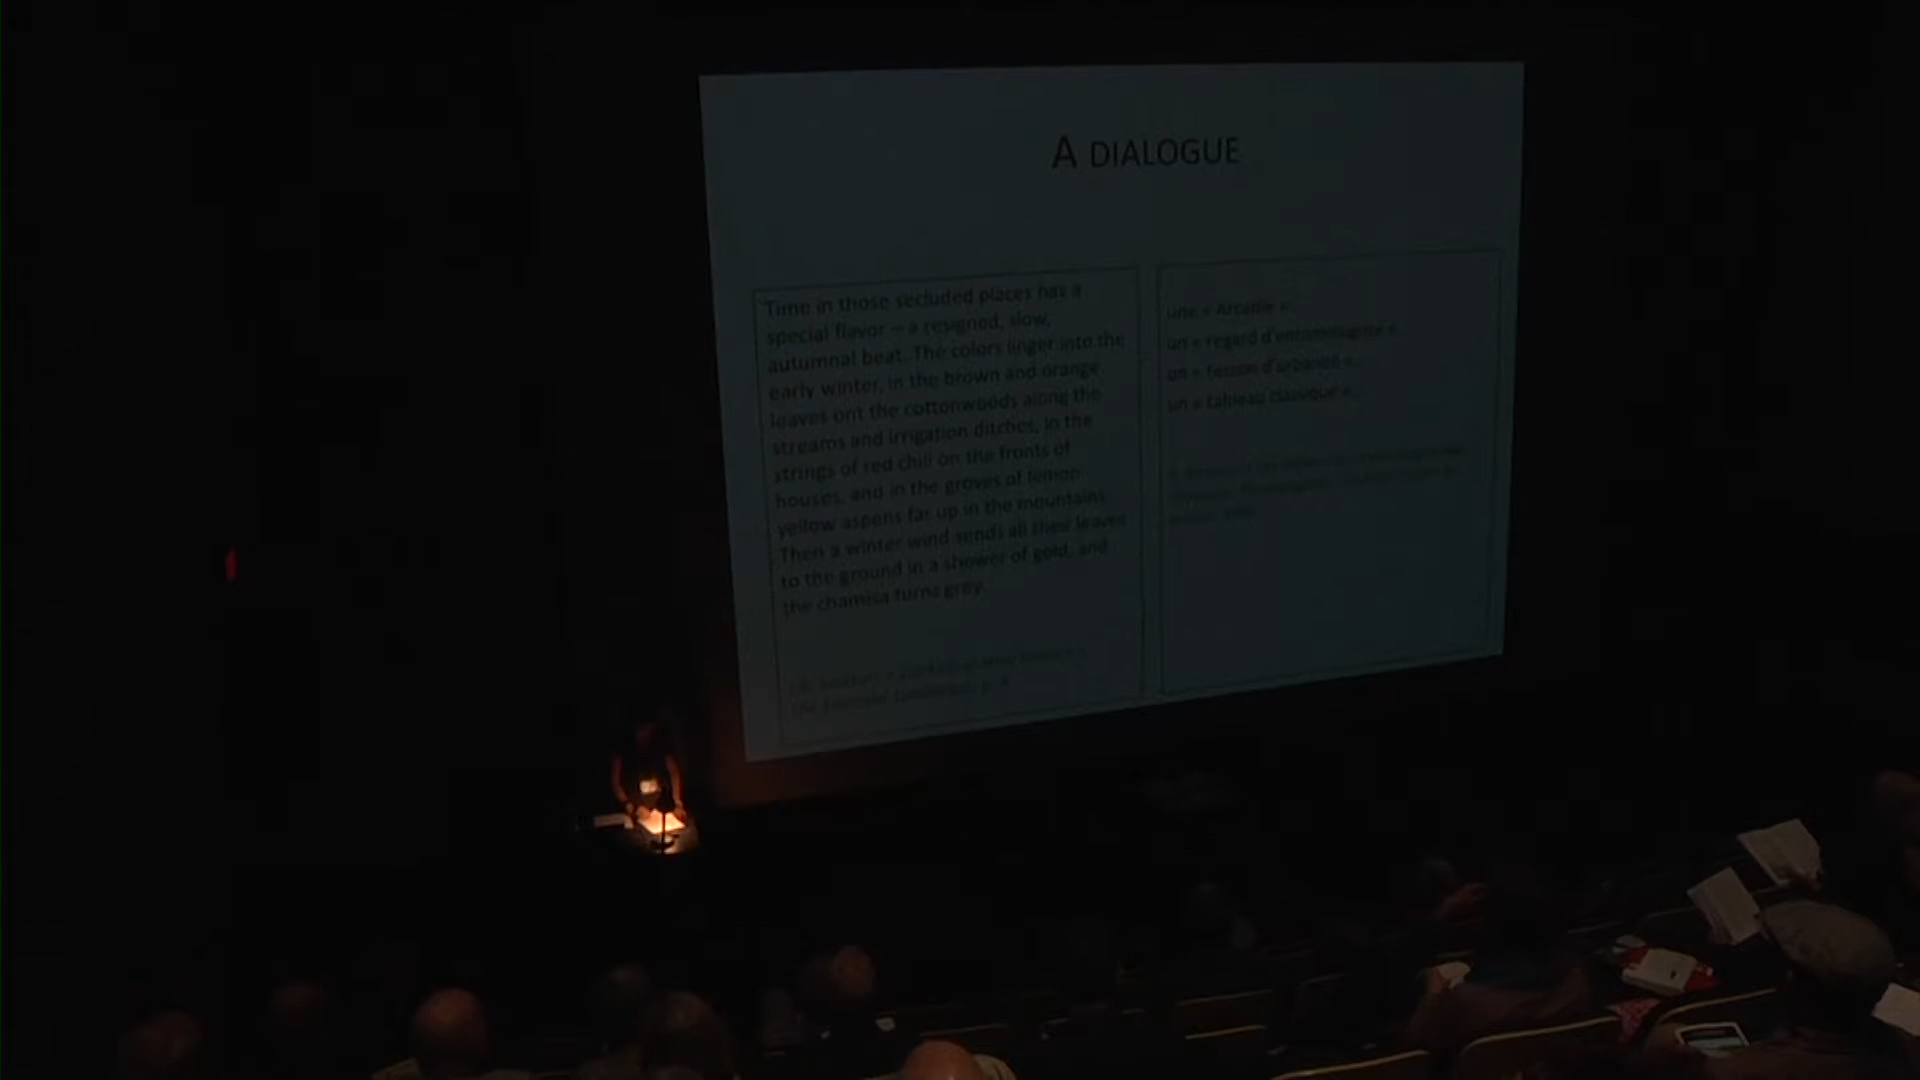 A DIALOGUE
Time in those secluded places has a
special flavor – a resigned, slow,
autumnal beat. The colors linger into the
early winter, in the brown and orange
leaves ont the cottonwoods along the
streams and irrigation ditches, in the
strings of red chili on the fronts of
houses, and in the groves of lemon
yellow aspens far up in the mountains
Then a winter wind sends all their leaves
to the ground in a shower of gold, and
the chamisa turns grey.
une « Arcadie »
un « regard d'entomologiste »
un « d'urbanité »
un « tableau classique »